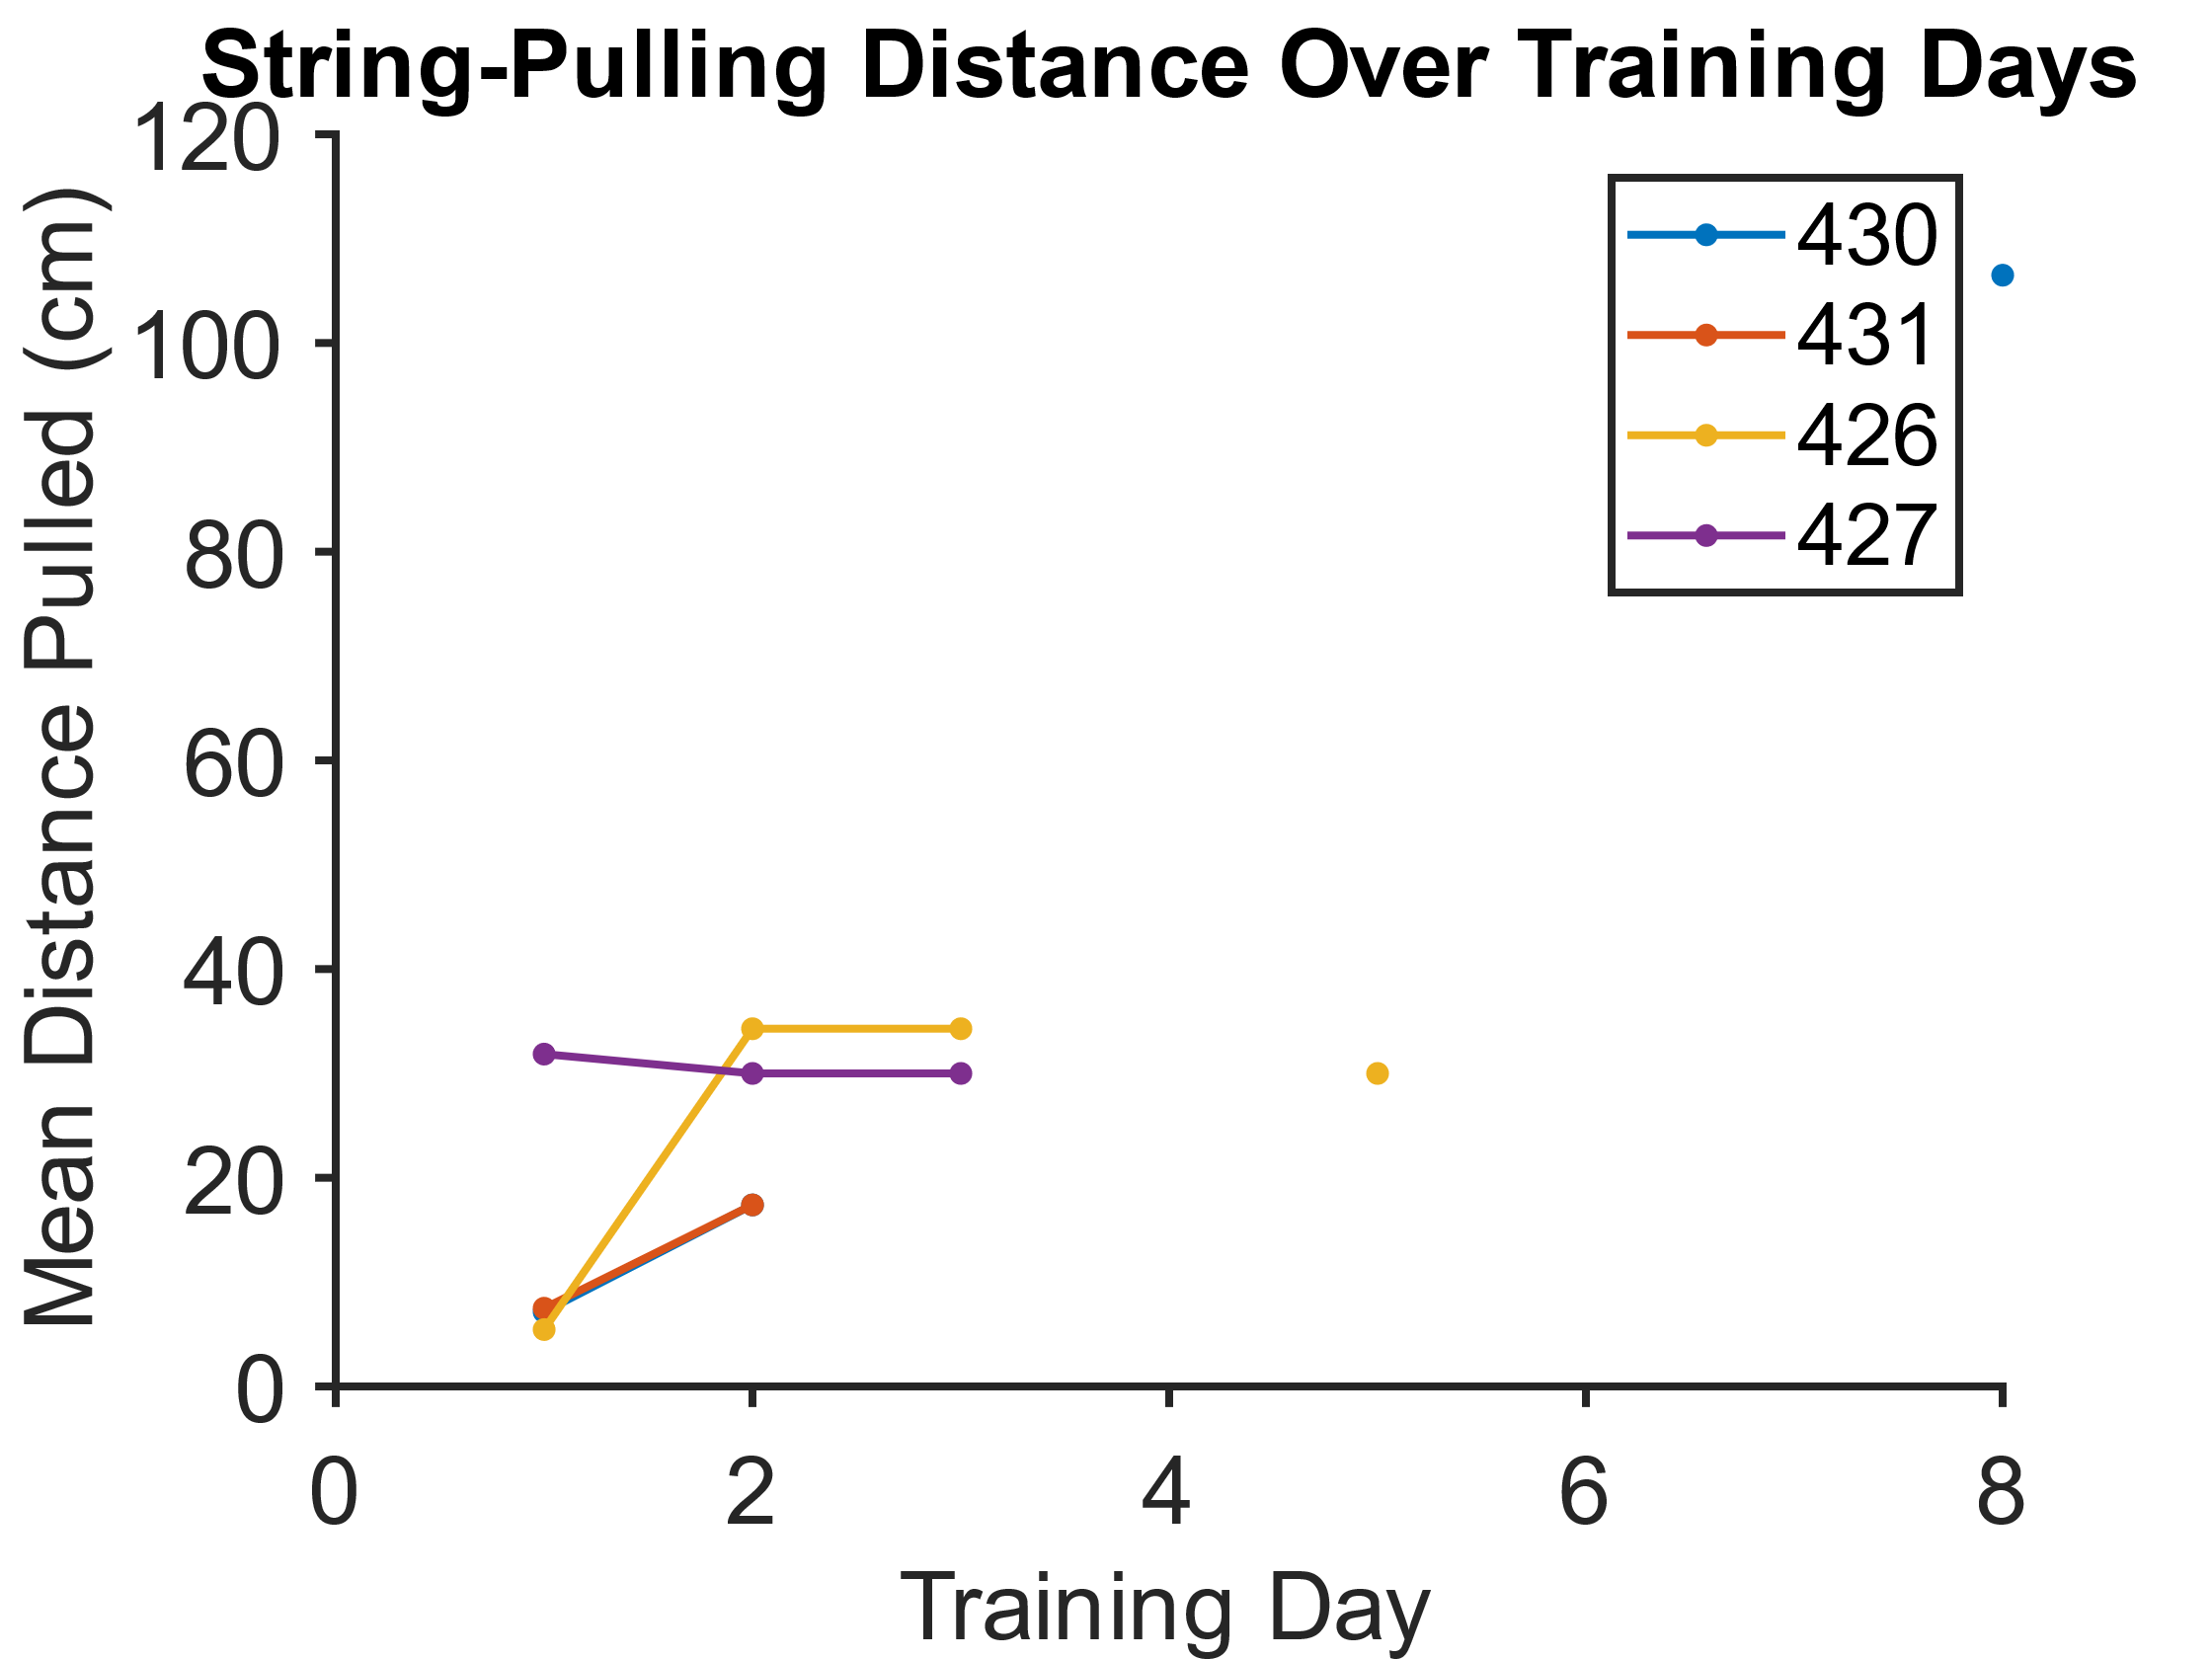 String-Pulling Distance Over Training Days
Mean Distance Pulled (cm)
120
100
80
60
40
20
0
0 2 4 6 8
Training Day
430
431
426
427